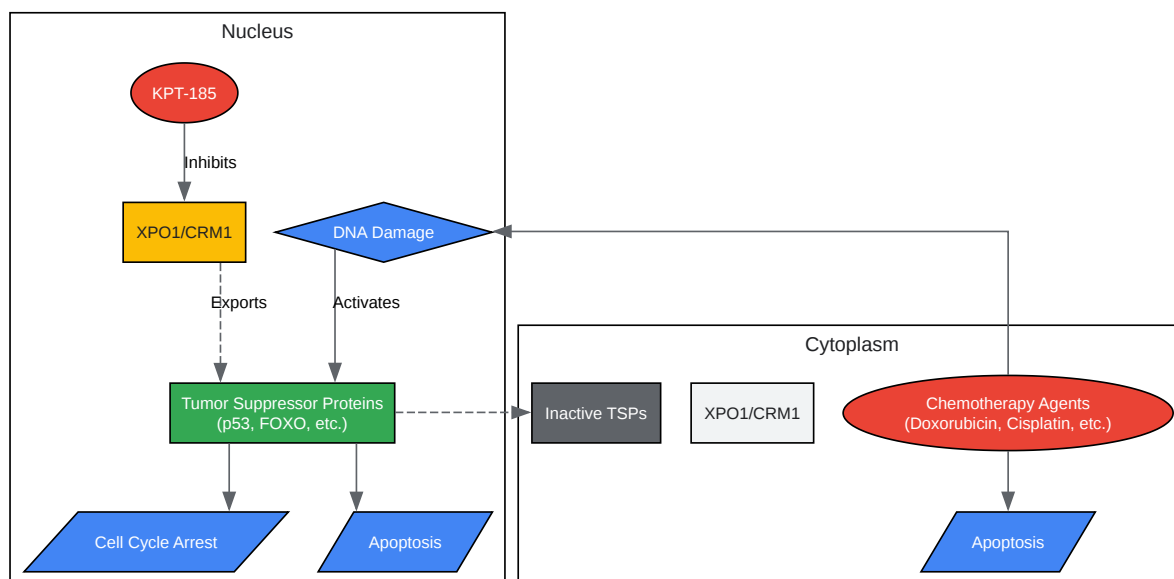 Nucleus
KPT-185
Inhibits
XPO1/CRM1
DNA Damage
Exports
Activates
Cytoplasm
Tumor Suppressor Proteins
(p53, FOXO, etc.)
Inactive TSPs
XPO1/CRM1
Chemotherapy Agents
(Doxorubicin, Cisplatin, etc.)
Cell Cycle Arrest
Apoptosis
Apoptosis